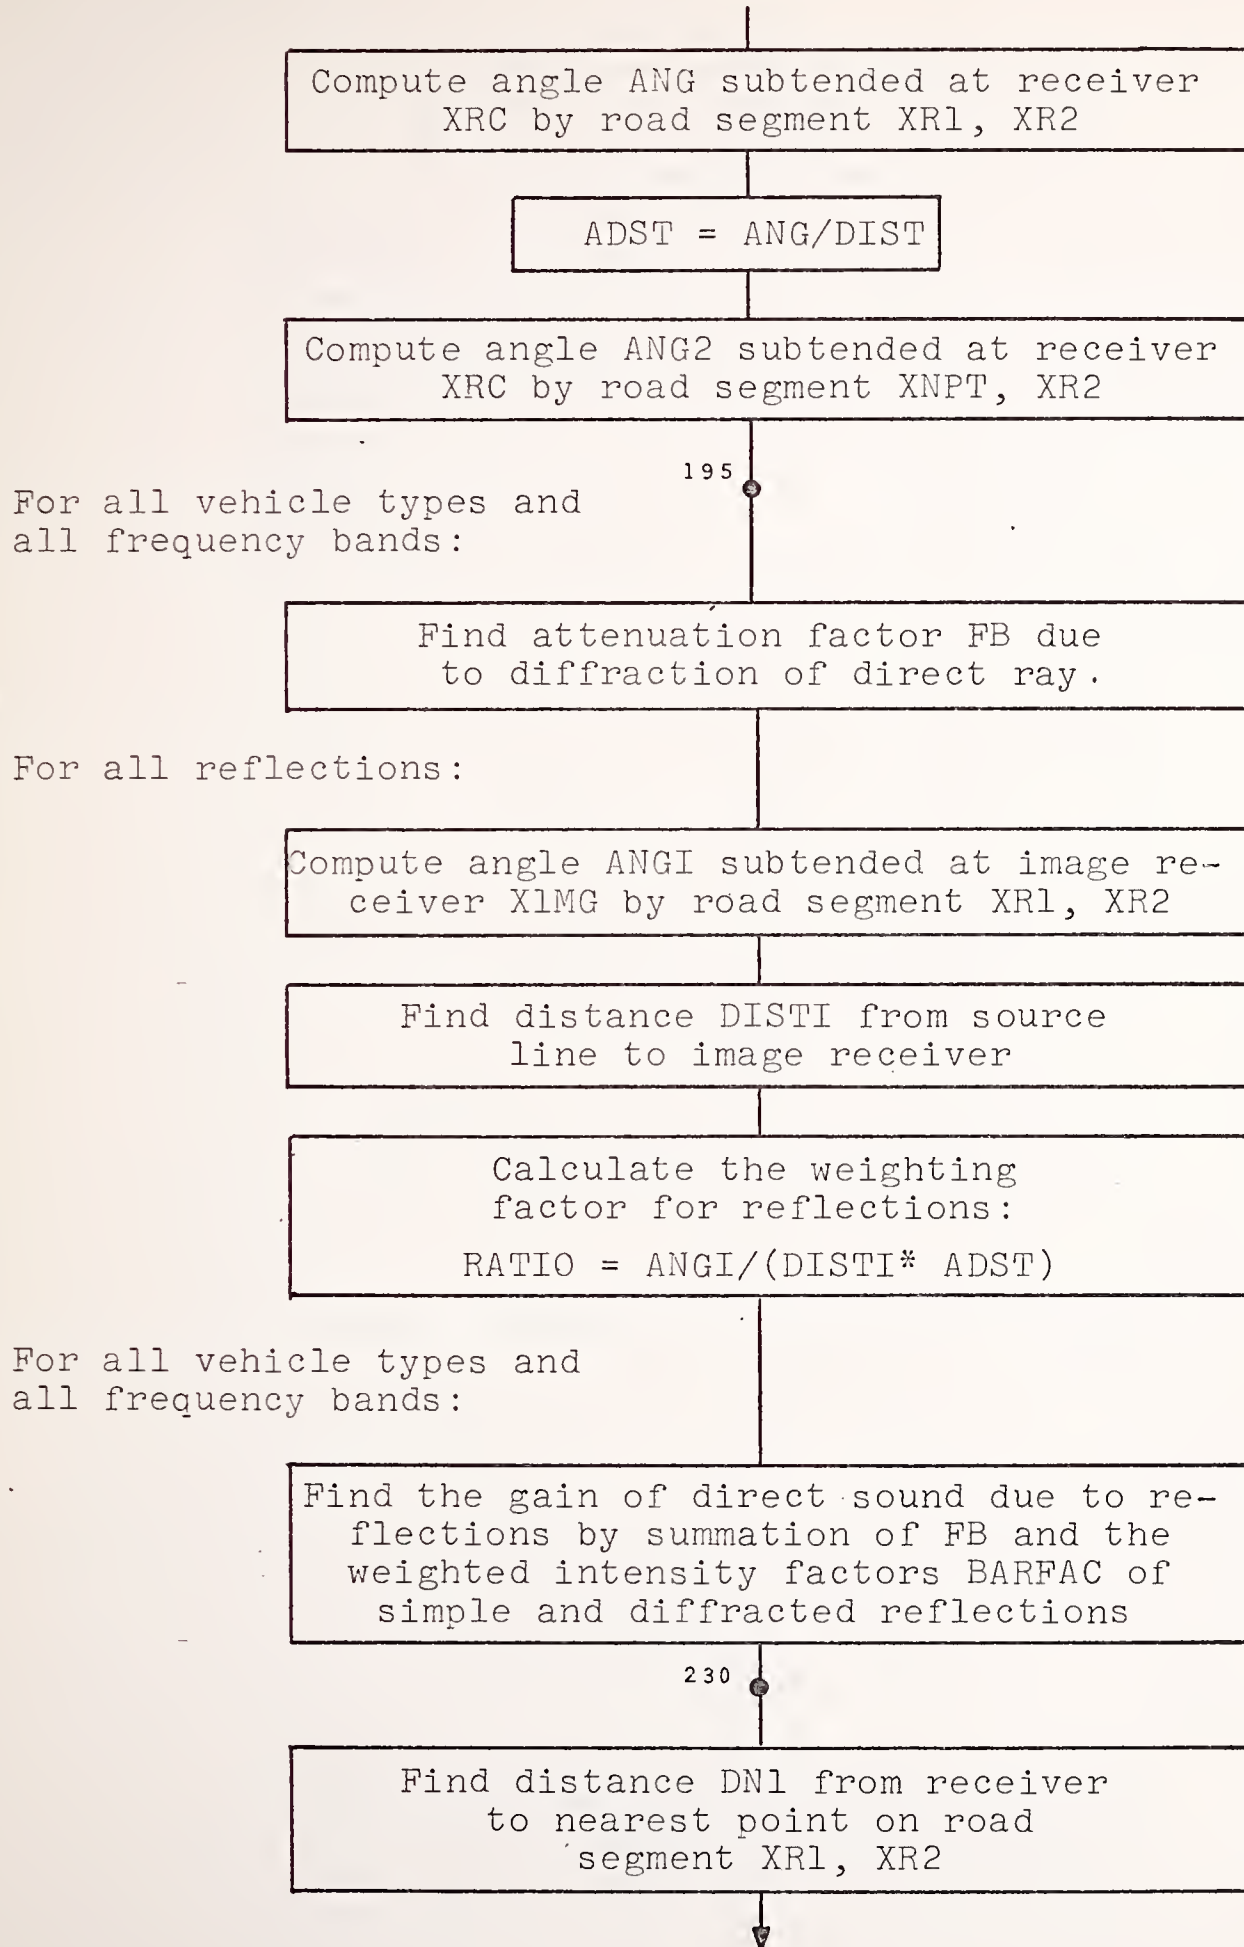 Compute angle ANG subtended at receiver
XRC by road segment XR1, XR2
ADST = ANG/DIST
Compute angle ANG2 subtended at receiver
XRC by road segment XNPT, XR2
195
For all vehicle types and
all frequency bands:
Find attenuation factor FB due
to diffraction of direct ray.
For all reflections:
Compute angle ANGI subtended at image re-
ceiver X1MG by road segment XR1, XR2
Find distance DISTI from source
line to image receiver
Calculate the weighting
factor for reflections:
RATIO = ANGI/(DISTI* ADST)
For all vehicle types and
all frequency bands:
Find the gain of direct sound due to re-
flections by summation of FB and the
weighted intensity factors BARFAC of
simple and diffracted reflections
230
Find distance DN1 from receiver
to nearest point on road
segment XR1, XR2